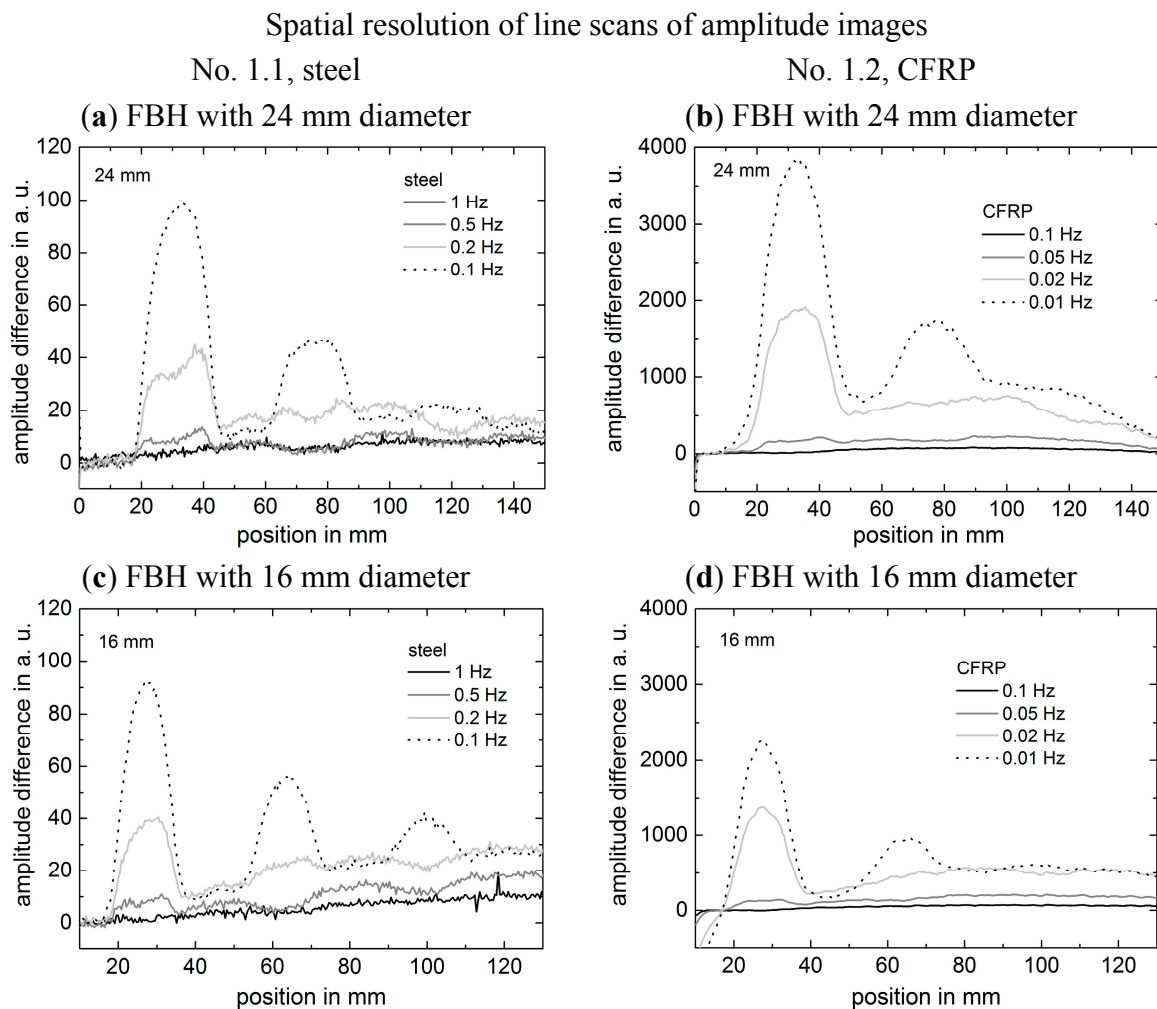 Spatial resolution of line scans of amplitude images
No. 1.1, steel
No. 1.2, CFRP
(a) FBH with 24 mm diameter
120
100
80
60
40
20
0
amplitude difference in a. u.
24 mm
steel
1 Hz
0.5 Hz
0.2 Hz
0.1 Hz
0 20 40 60 80 100 120 140
position in mm
(b) FBH with 24 mm diameter
4000
3000
2000
1000
0
amplitude difference in a. u.
24 mm
CFRP
0.1 Hz
0.05 Hz
0.02 Hz
0.01 Hz
0 20 40 60 80 100 120 140
position in mm
(c) FBH with 16 mm diameter
120
100
80
60
40
20
0
amplitude difference in a. u.
16 mm
steel
1 Hz
0.5 Hz
0.2 Hz
0.1 Hz
20 40 60 80 100 120
position in mm
(d) FBH with 16 mm diameter
4000
3000
2000
1000
0
amplitude difference in a. u.
16 mm
CFRP
0.1 Hz
0.05 Hz
0.02 Hz
0.01 Hz
20 40 60 80 100 120
position in mm